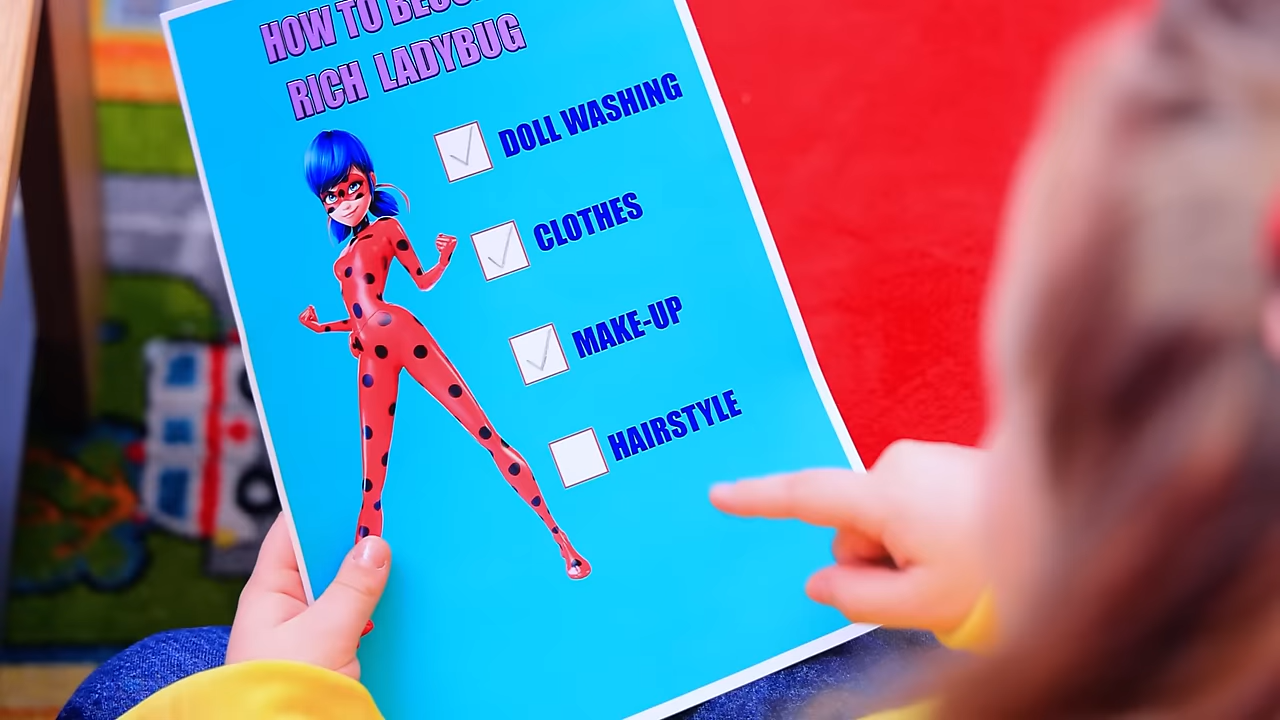 HOW TO
RICH LADYBUG
DOLL WASHING
CLOTHES
MAKE-UP
HAIRSTYLE